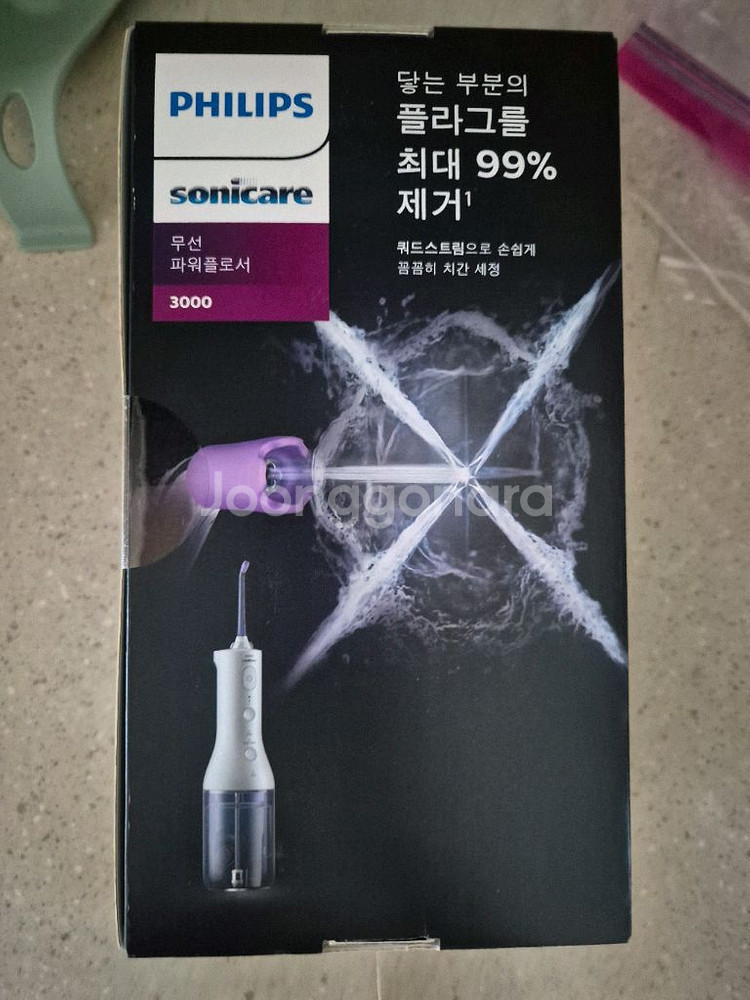 PHILIPS
sonicare
무선
파워플로서
3000
닿는 부분의
플라그를
최대 99%
제거¹
쿼드스트림으로 손쉽게
꼼꼼히 치간 세정
Joonggonara